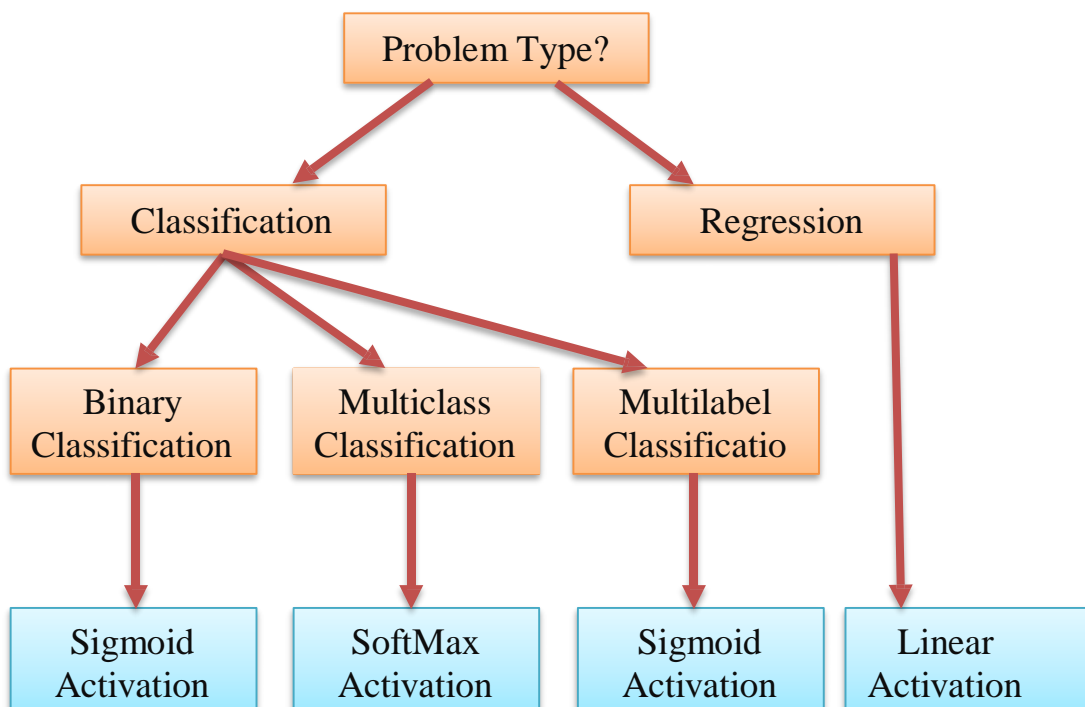 Problem Type?
Classification
Regression
Binary
Classification
Multiclass
Classification
Multilabel
Classificatio
Sigmoid
Activation
SoftMax
Activation
Sigmoid
Activation
Linear
Activation